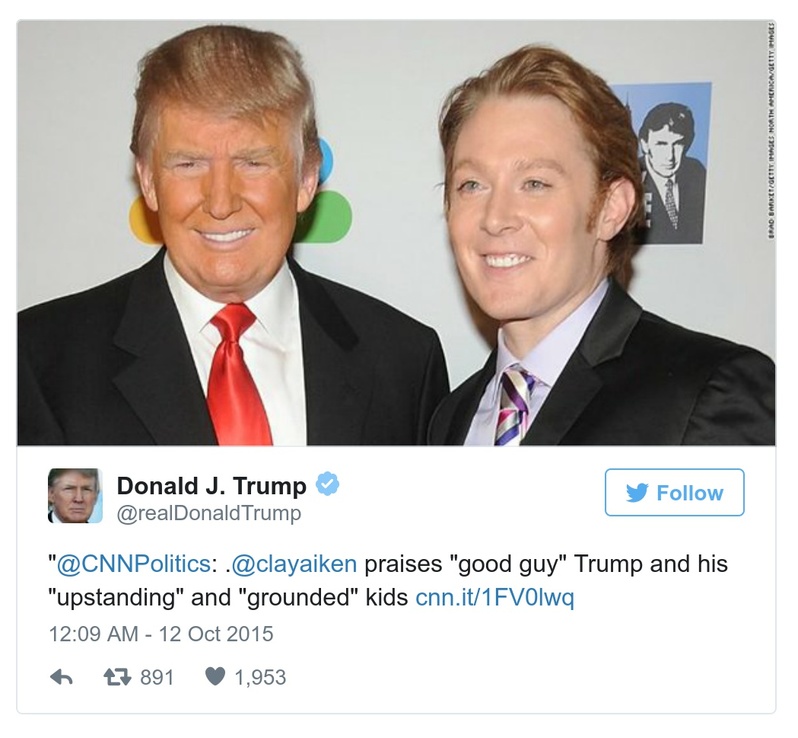 BRAD BARKET/GETTY IMAGES NORTH AMERICA/GETTY IMAGES
Donald J. Trump
@realDonaldTrump
Follow
"@CNNPolitics: .@clayaiken praises "good guy" Trump and his
"upstanding" and "grounded" kids cnn.it/1FV0lwq
12:09 AM - 12 Oct 2015
891 1,953